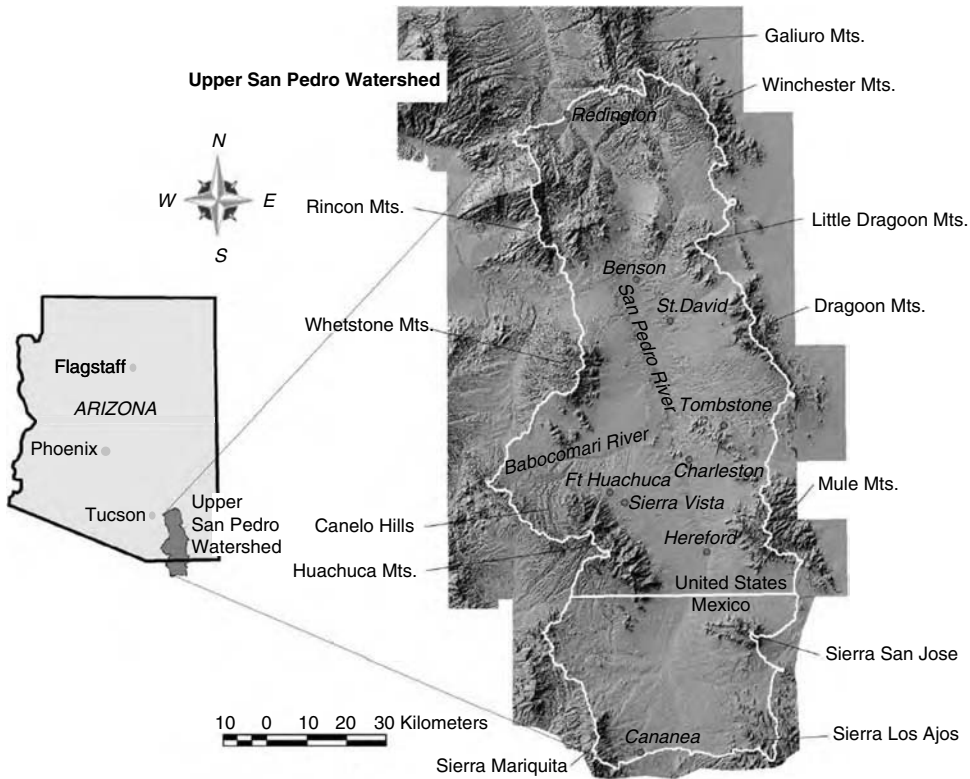 Galiuro Mts.
Upper San Pedro Watershed
Winchester Mts.
Redington
N
W
E
S
Rincon Mts.
Little Dragoon Mts.
Benson
St.David
San Pedro River
Whetstone Mts.
Dragoon Mts.
Flagstaff
ARIZONA
Tombstone
Phoenix
Babocomari River
Charleston
Ft Huachuca
Mule Mts.
Sierra Vista
Tucson
Upper
San Pedro
Watershed
Canelo Hills
Hereford
Huachuca Mts.
United States
Mexico
Sierra San Jose
10 0 10 20 30 Kilometers
Cananea
Sierra Los Ajos
Sierra Mariquita